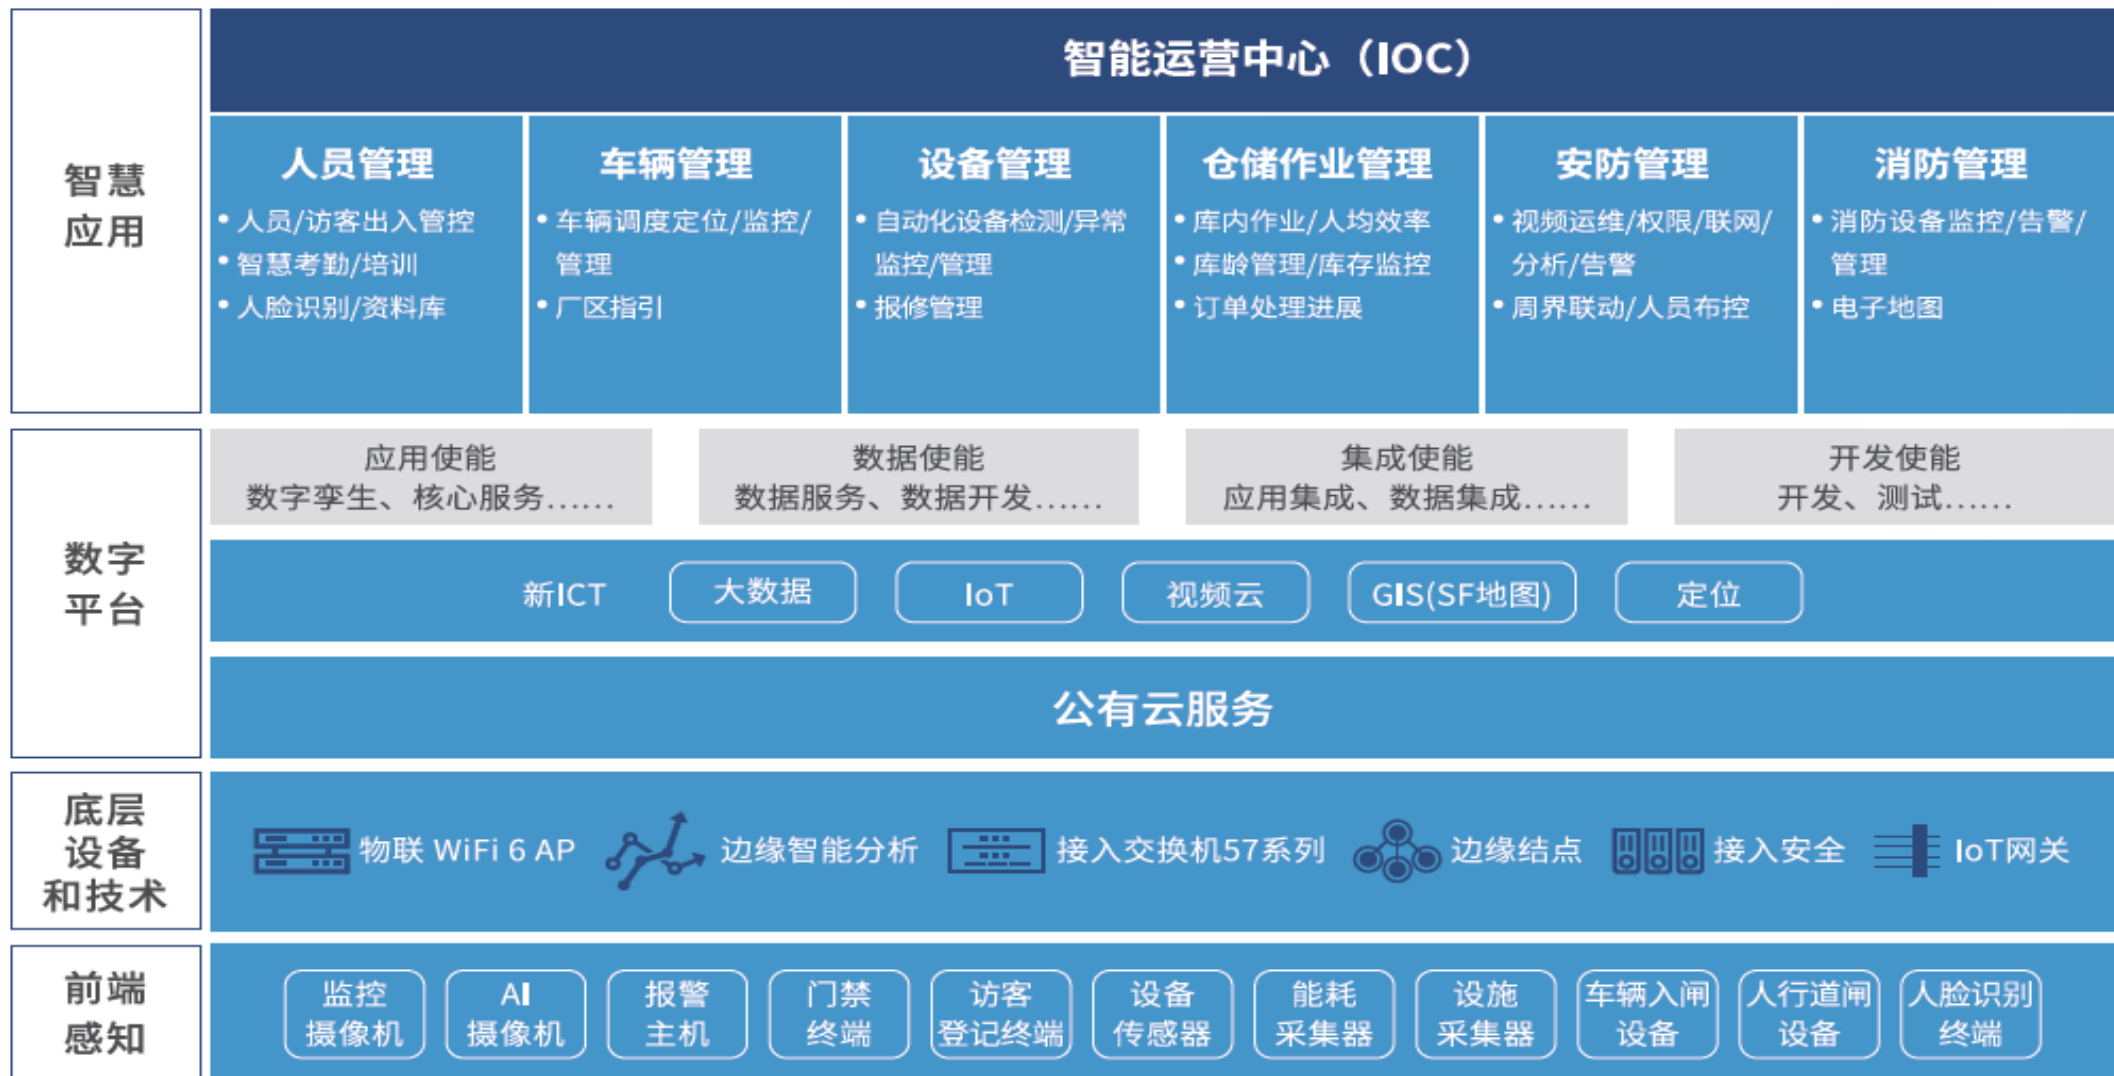 智慧
应用
智能运营中心（IOC）
人员管理
• 人员/访客出入管控
• 智慧考勤/培训
• 人脸识别/资料库
车辆管理
• 车辆调度定位/监控/
管理
• 厂区指引
设备管理
• 自动化设备检测/异常
监控/管理
• 报修管理
仓储作业管理
• 库内作业/人均效率
• 库龄管理/库存监控
• 订单处理进展
安防管理
• 视频运维/权限/联网/
分析/告警
• 周界联动/人员布控
消防管理
• 消防设备监控/告警/
管理
• 电子地图
数字
平台
应用使能
数字孪生、核心服务……
数据使能
数据服务、数据开发……
集成使能
应用集成、数据集成……
开发使能
开发、测试……
新ICT
大数据
IoT
视频云
GIS(SF地图)
定位
公有云服务
底层
设备
和技术
物联 WiFi 6 AP
边缘智能分析
接入交换机57系列
边缘结点
接入安全
IoT网关
前端
感知
监控
摄像机
AI
摄像机
报警
主机
门禁
终端
访客
登记终端
设备
传感器
能耗
采集器
设施
采集器
车辆入闸
设备
人行道闸
设备
人脸识别
终端